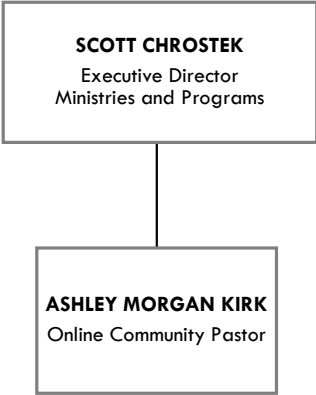 SCOTT CHROSTEK
Executive Director
Ministries and Programs
ASHLEY MORGAN KIRK
Online Community Pastor